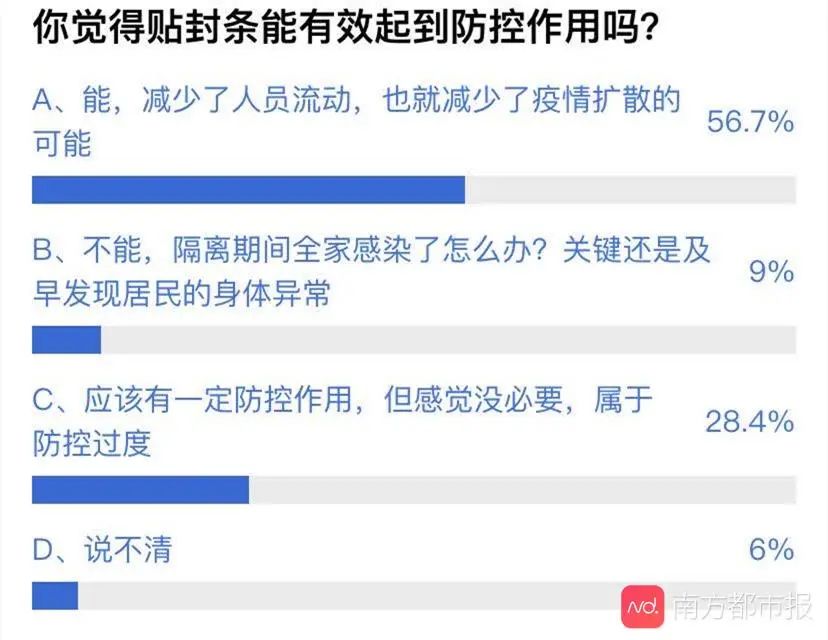 你觉得贴封条能有效起到防控作用吗？
A、能，减少了人员流动，也就减少了疫情扩散的
可能
56.7%
B、不能，隔离期间全家感染了怎么办？关键还是及
早发现居民的身体异常
9%
C、应该有一定防控作用，但感觉没必要，属于
防控过度
28.4%
D、说不清
6%
Nd.
南方都市报